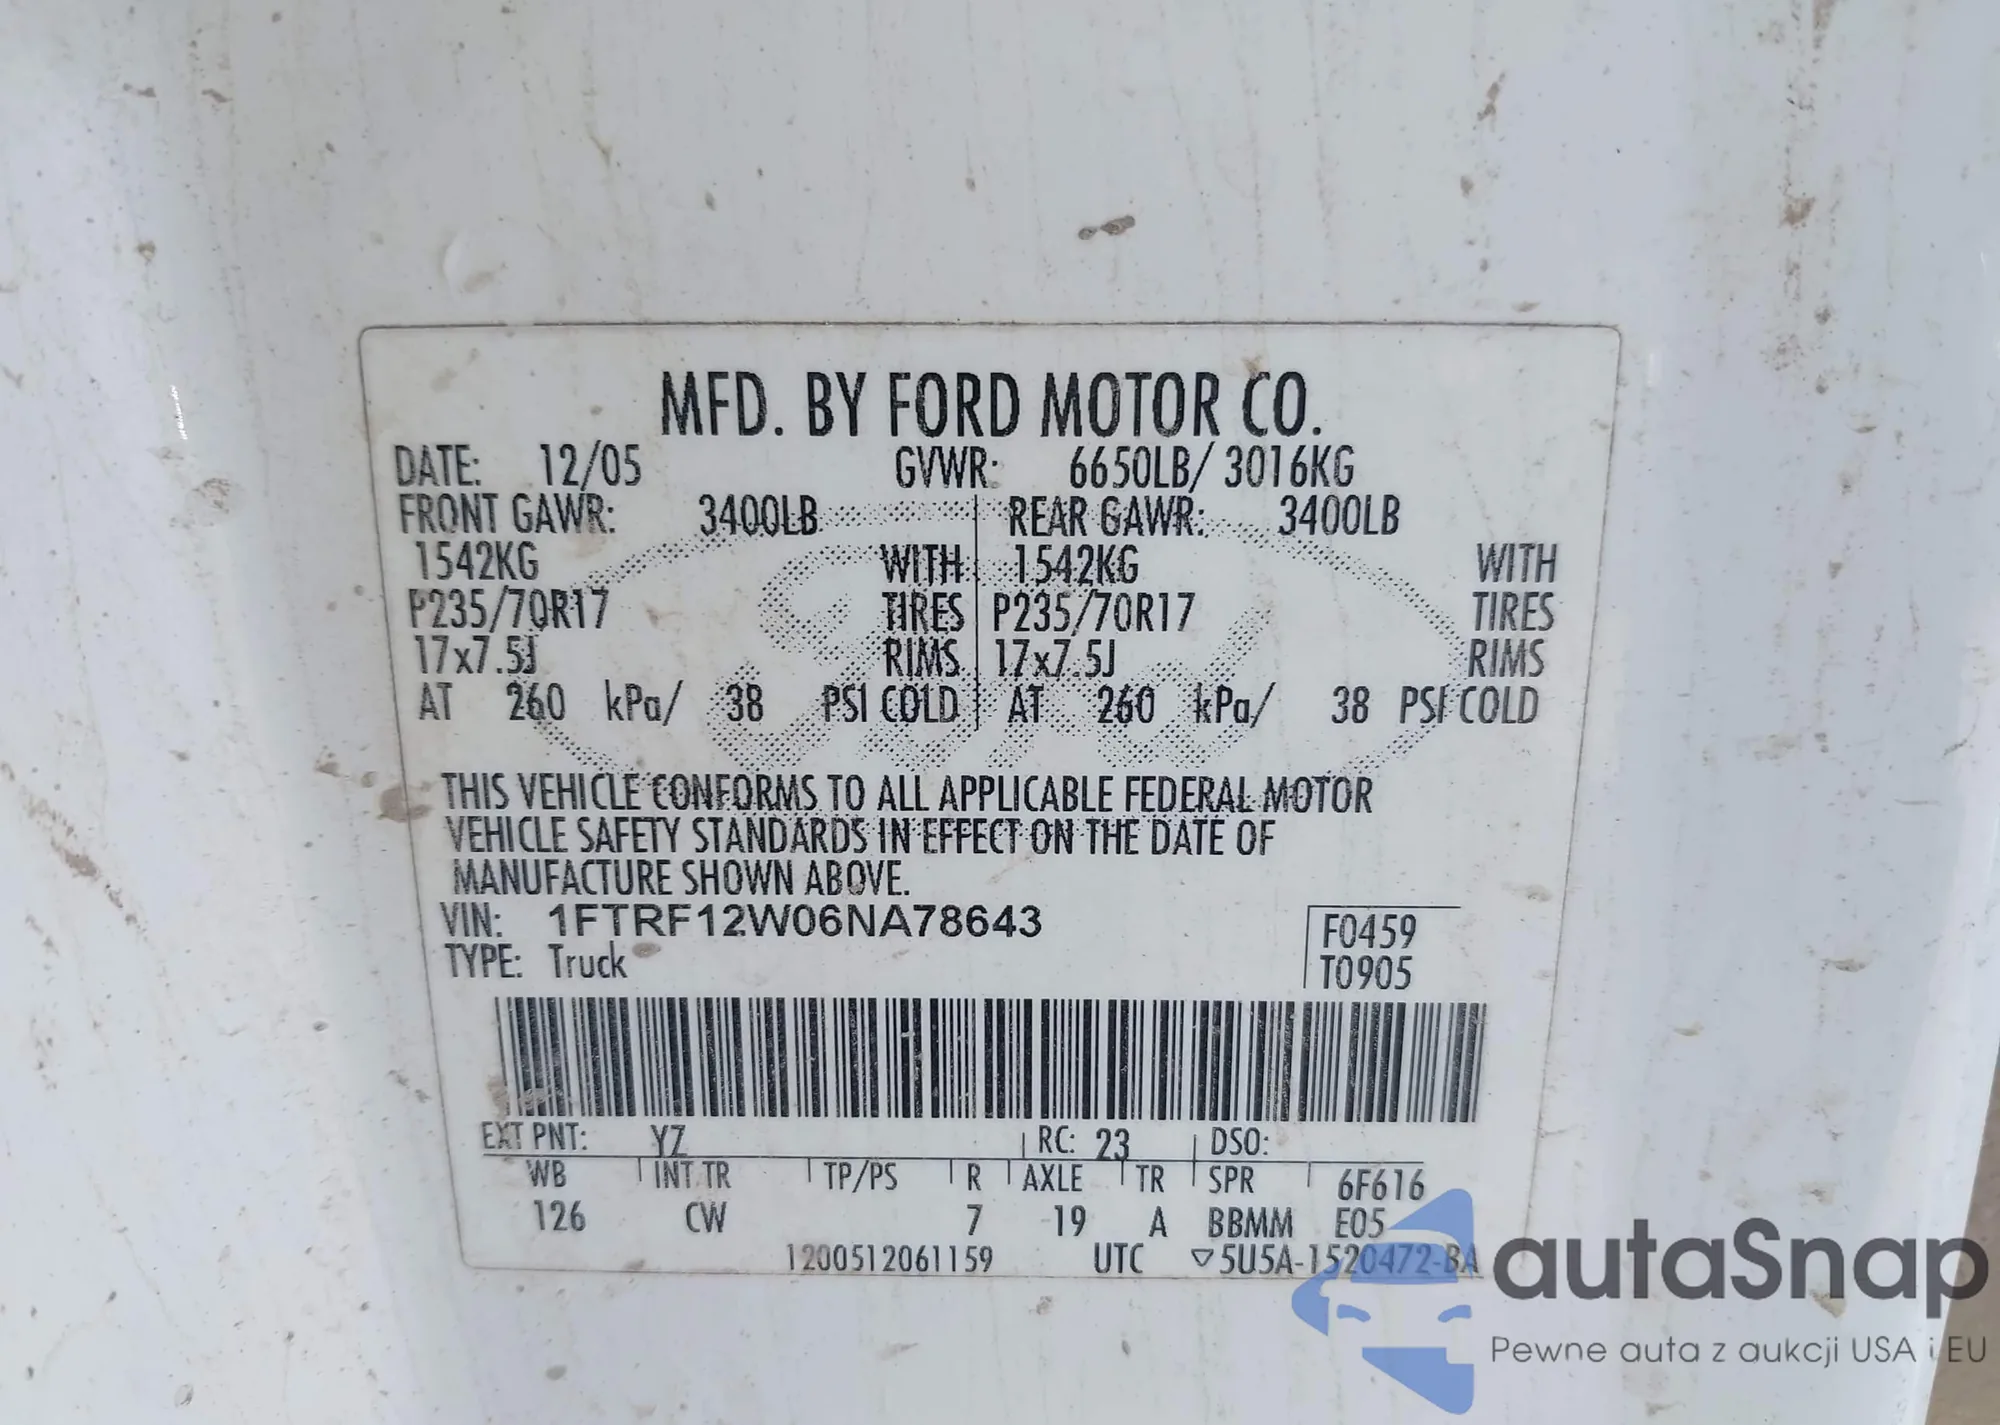 MFD. BY FORD MOTOR CO.
DATE: 12/05 GVWR: 6650LB/ 3016KG
FRONT GAWR: 3400LB REAR GAWR: 3400LB
1542KG WITH 1542KG WITH
P235/70R17 TIRES P235/70R17 TIRES
17x7.5J RIMS 17x7.5J RIMS
AT 260 kPa/ 38 PSI COLD AT 260 kPa/ 38 PSI COLD
THIS VEHICLE CONFORMS TO ALL APPLICABLE FEDERAL MOTOR
VEHICLE SAFETY STANDARDS IN EFFECT ON THE DATE OF
MANUFACTURE SHOWN ABOVE.
VIN: 1FTRF12W06NA78643
F0459
TYPE: Truck
T0905
EXT PNT: YZ RC: 23 DSO:
WB INT TR TP/PS R AXLE TR SPR 6F616
126 CW 7 19 A BBMM E05
1200512061159 UTC ▽5U5A-1520472-BA
Ford
autaSnap
Pewne auta z aukcji USA i EU